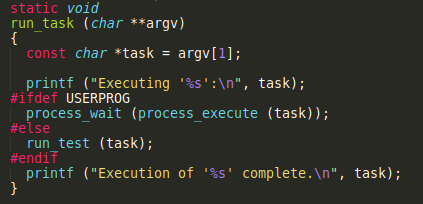 static void
run_task (char **argv)
{
  const char *task = argv[1];

  printf ("Executing '%s':\n", task);
#ifdef USERPROG
  process_wait (process_execute (task));
#else
  run_test (task);
#endif
  printf ("Execution of '%s' complete.\n", task);
}